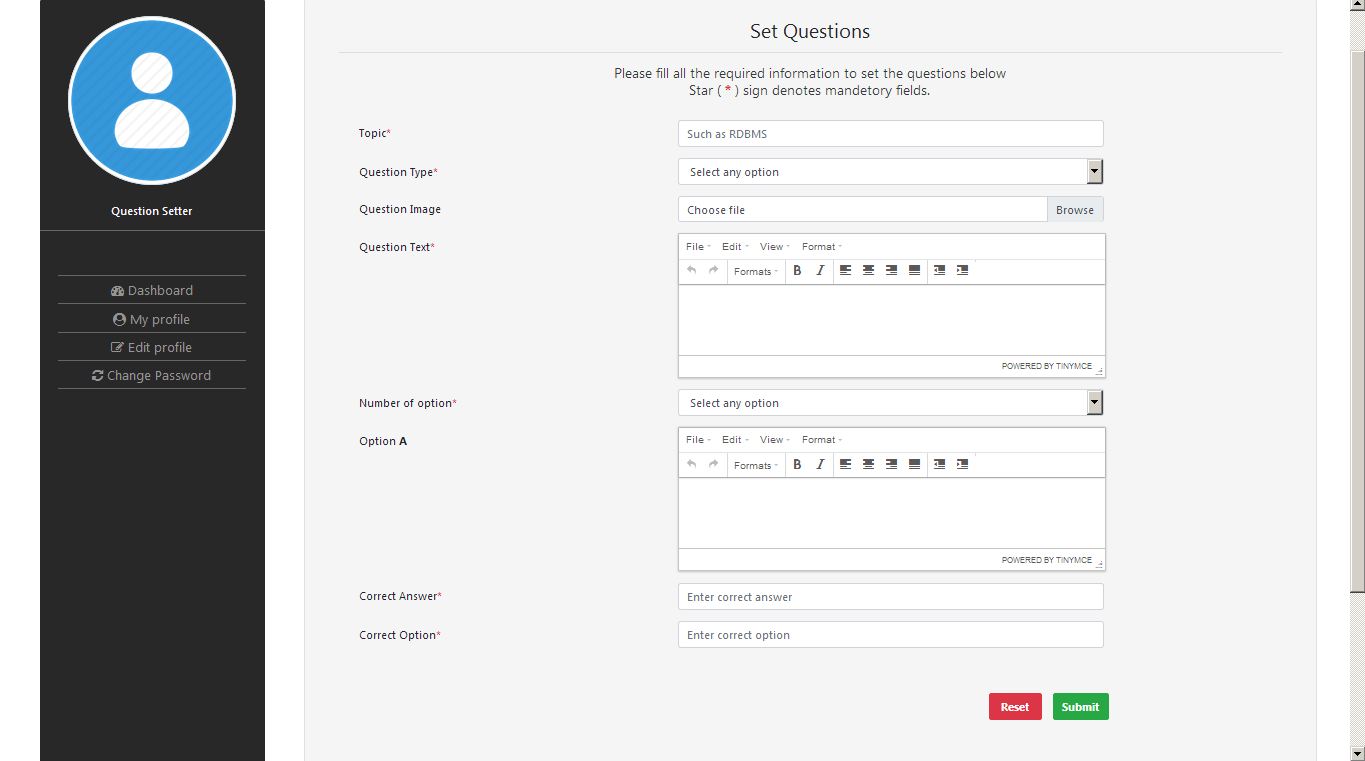 Question Setter
Dashboard
My profile
Edit profile
Change Password
Set Questions
Please fill all the required information to set the questions below
Star ( * ) sign denotes mandetory fields.
Topic*
Such as RDBMS
Question Type*
Select any option
Question Image
Choose file Browse
Question Text*
File Edit View Format
Formats B I
POWERED BY TINYMCE
Number of option*
Select any option
Option A
File Edit View Format
Formats B I
POWERED BY TINYMCE
Correct Answer*
Enter correct answer
Correct Option*
Enter correct option
Reset Submit